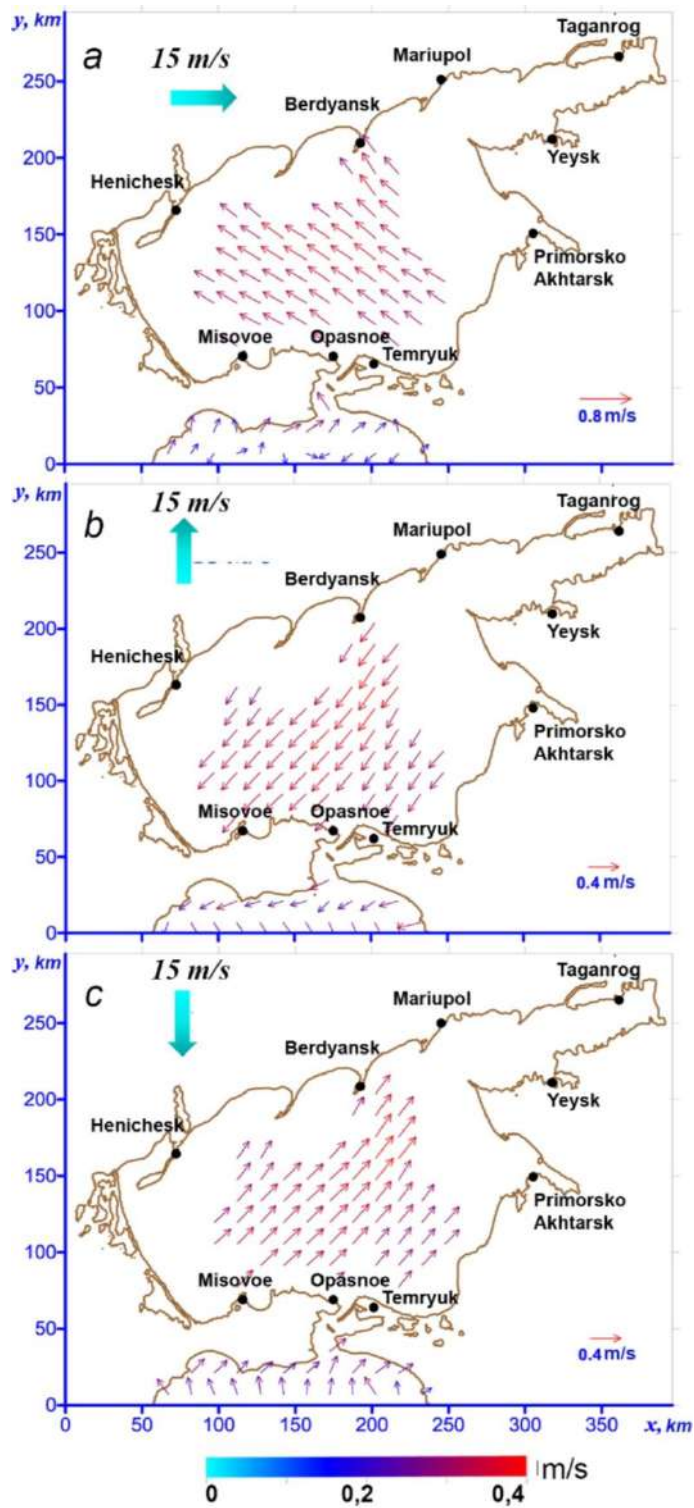 y, km
a
15 m/s
Taganrog
Mariupol
250
Berdyansk
200
Henichesk
Yeysk
150
Primorsko
Akhtarsk
100
Misovoe
Opasnoe
Temryuk
50
0.8 m/s
0
y, km
b
15 m/s
Taganrog
Mariupol
250
Berdyansk
200
Henichesk
Yeysk
150
Primorsko
Akhtarsk
100
Misovoe
Opasnoe
Temryuk
50
0.4 m/s
0
y, km
c
15 m/s
Taganrog
Mariupol
250
Berdyansk
200
Henichesk
Yeysk
150
Primorsko
Akhtarsk
100
Misovoe
Opasnoe
Temryuk
50
0.4 m/s
0
0 50 100 150 200 250 300 350 x, km
m/s
0 0,2 0,4